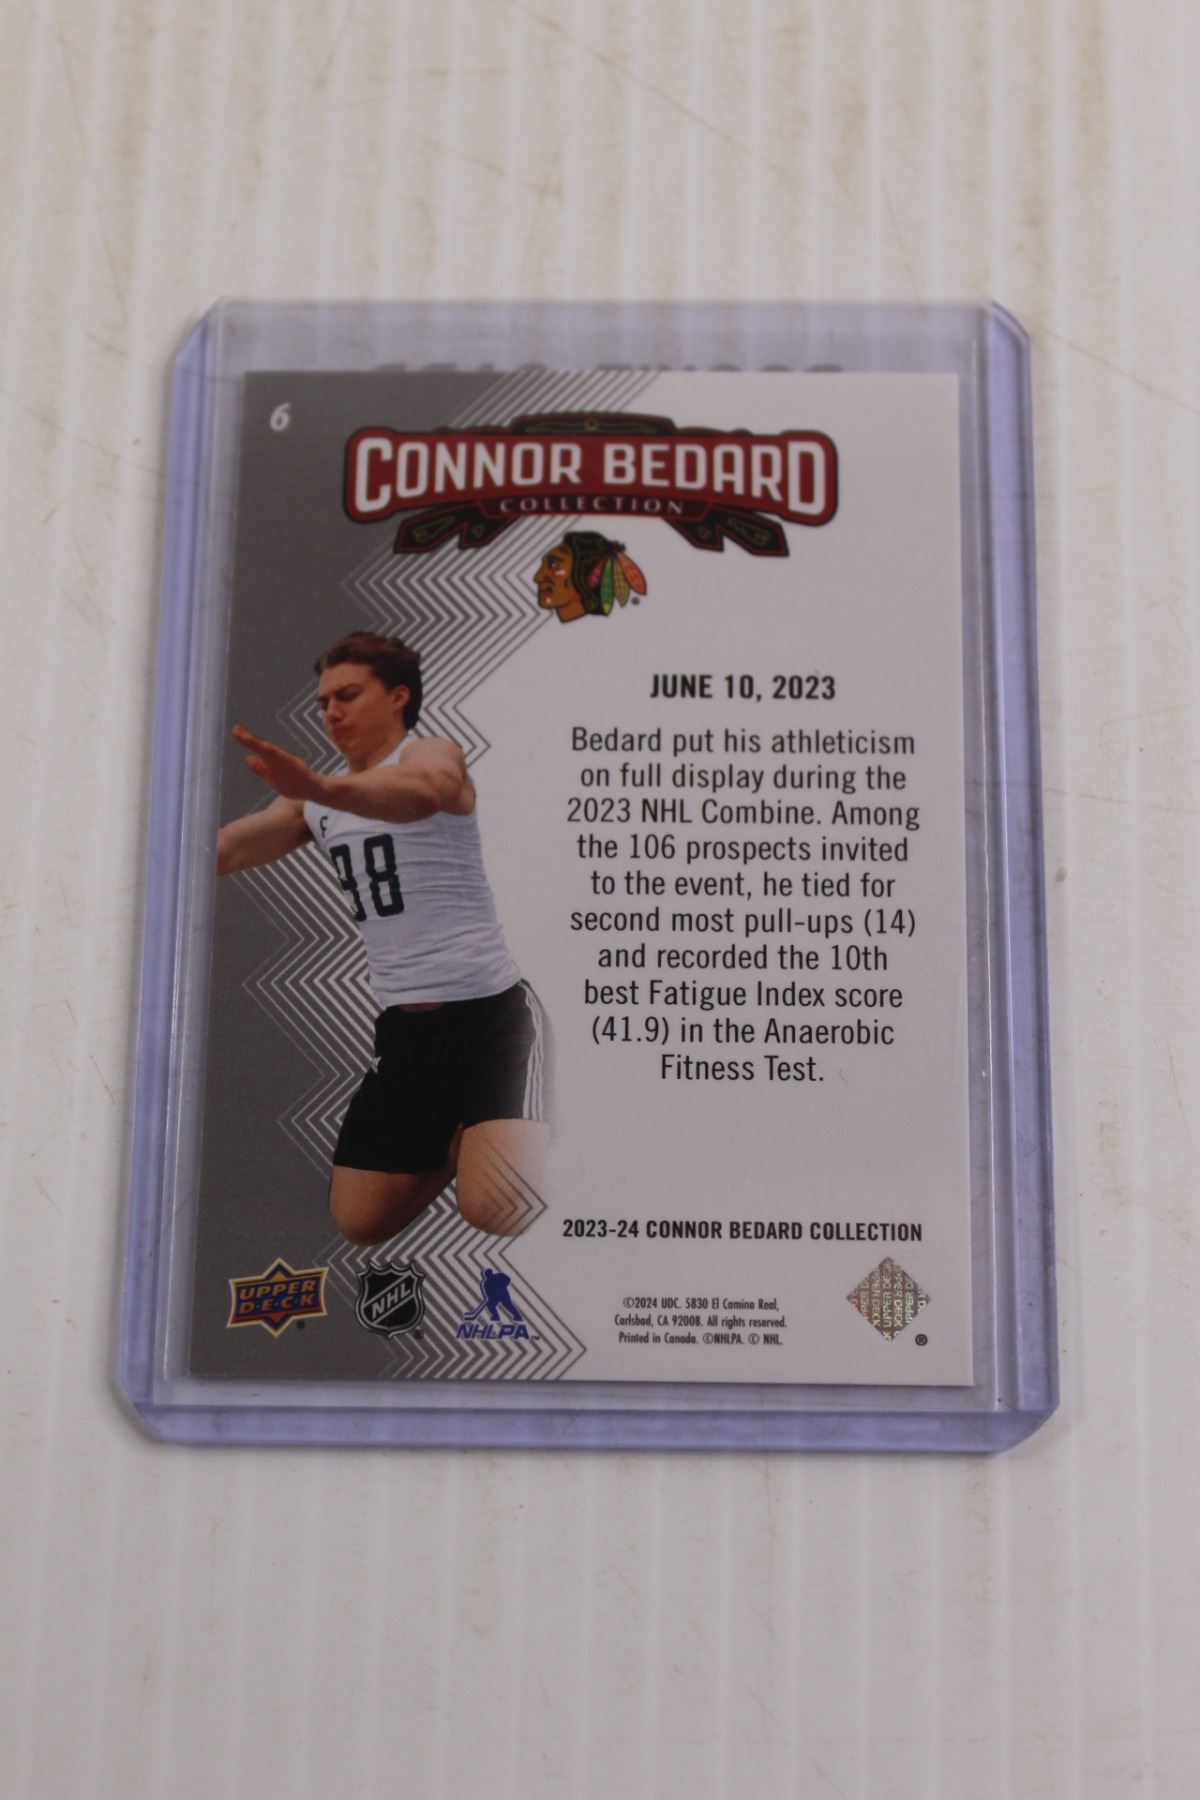 6
CONNOR BEDARD
COLLECTION
JUNE 10, 2023
Bedard put his athleticism
on full display during the
2023 NHL Combine. Among
the 106 prospects invited
to the event, he tied for
second most pull-ups (14)
and recorded the 10th
best Fatigue Index score
(41.9) in the Anaerobic
Fitness Test.
F
98
2023-24 CONNOR BEDARD COLLECTION
UPPER
D·E·C·K ®
NHL ®
NHLPA™
©2024 UDC. 5830 El Camino Real,
Carlsbad, CA 92008. All rights reserved.
Printed in Canada. ©NHLPA. © NHL.
UPPER DECK
®